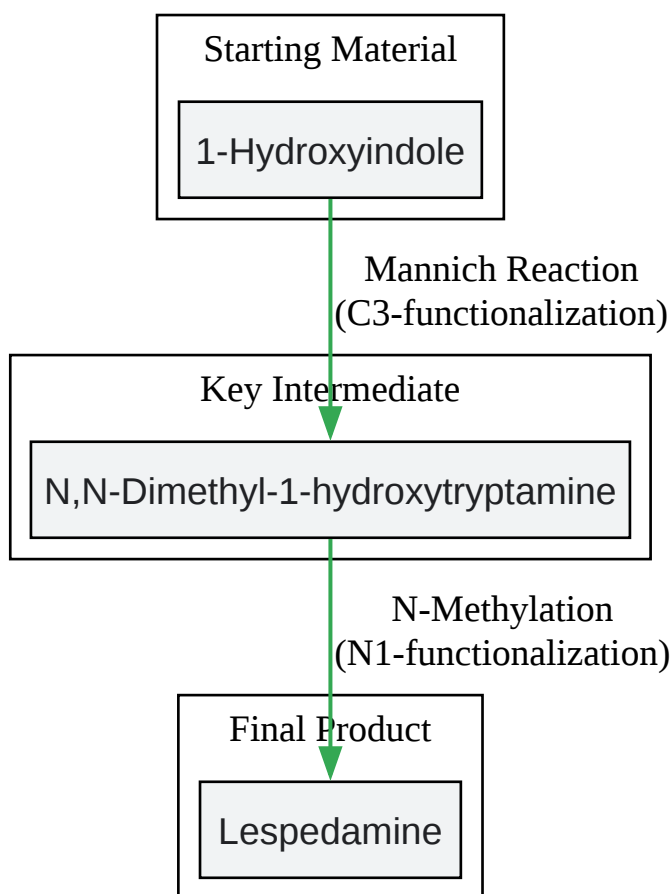 Starting Material
1-Hydroxyindole
Mannich Reaction
(C3-functionalization)
Key Intermediate
N,N-Dimethyl-1-hydroxytryptamine
N-Methylation
(N1-functionalization)
Final Product
Lespedamine